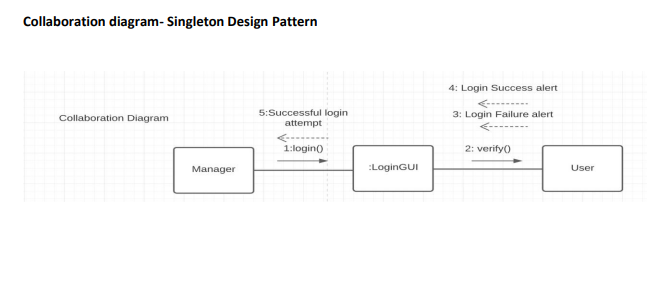 Collaboration diagram- Singleton Design Pattern
4: Login Success alert
Collaboration Diagram
5:Successful login
attempt
3: Login Failure alert
1:login()
2: verify()
Manager
:LoginGUI
User